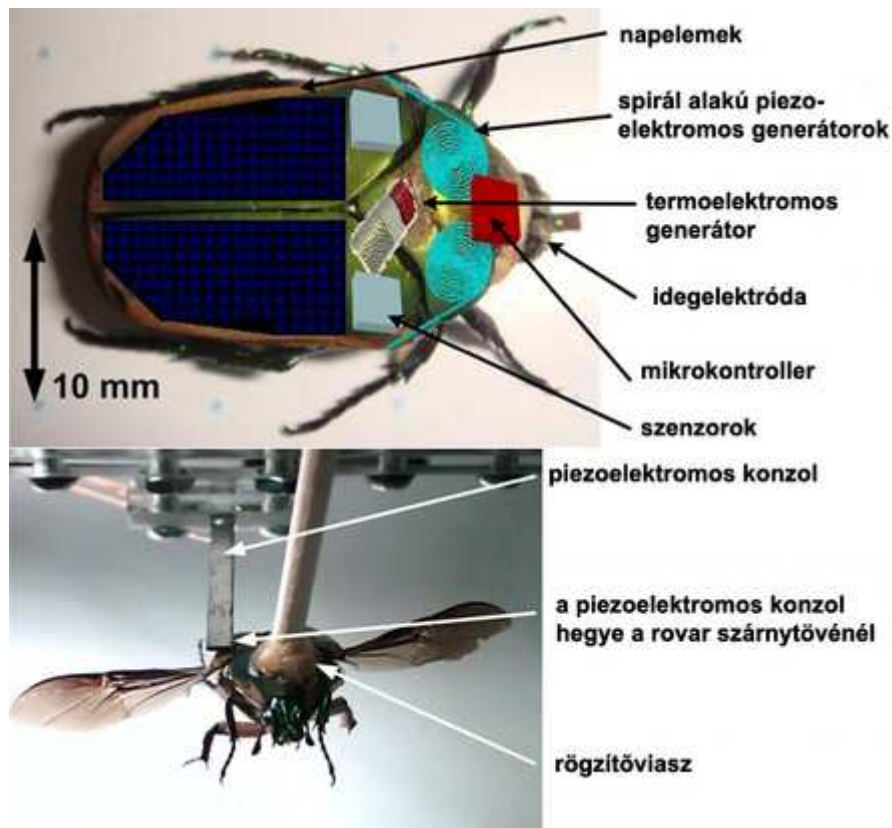 napelemek
spirál alakú piezo-
elektromos generátorok
termoelektromos
generátor
idegelektróda
mikrokontroller
10 mm
szenzorok
piezoelektromos konzol
a piezoelektromos konzol
hegye a rovar szárnytövénél
rögzítõviasz